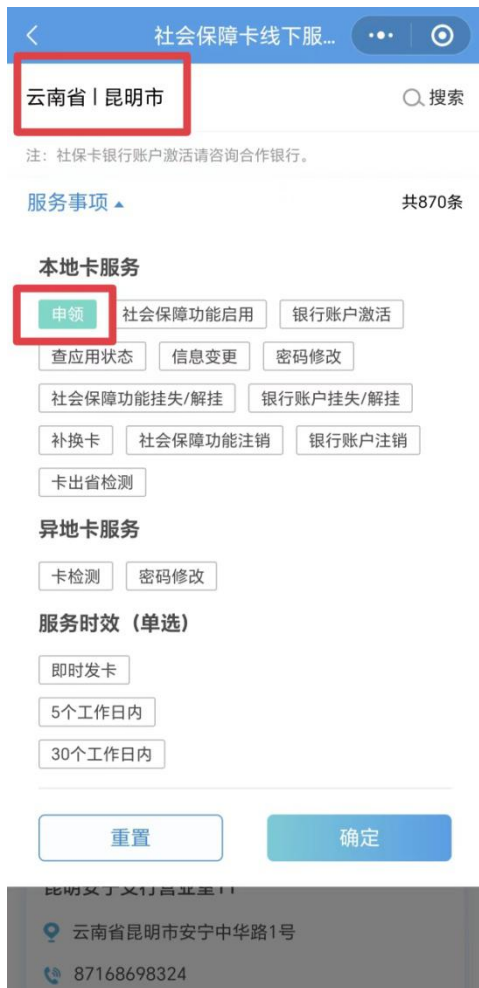 社会保障卡线下服...
云南省 | 昆明市 搜索
注：社保卡银行账户激活请咨询合作银行。
服务事项 共870条
本地卡服务
申领 社会保障功能启用 银行账户激活
查应用状态 信息变更 密码修改
社会保障功能挂失/解挂 银行账户挂失/解挂
补换卡 社会保障功能注销 银行账户注销
卡出省检测
异地卡服务
卡检测 密码修改
服务时效（单选）
即时发卡
5个工作日内
30个工作日内
重置 确定
云南省昆明市安宁中华路1号
87168698324